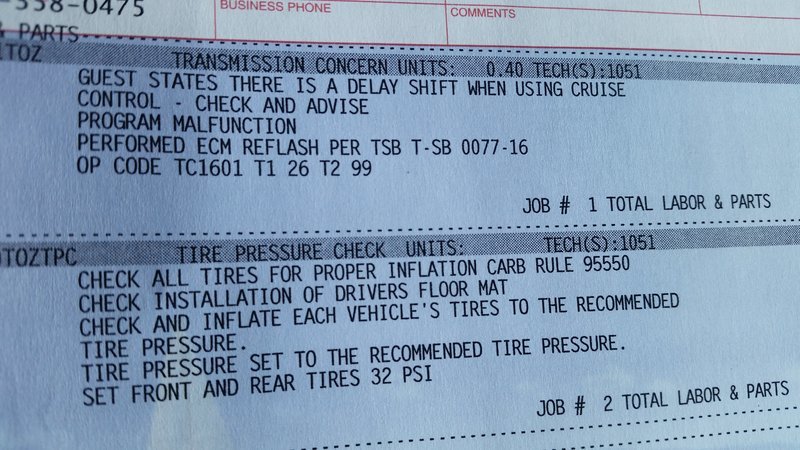 358-0475
BUSINESS PHONE
COMMENTS
& PARTS
TOZ TRANSMISSION CONCERN UNITS: 0.40 TECH(S):1051
GUEST STATES THERE IS A DELAY SHIFT WHEN USING CRUISE
CONTROL - CHECK AND ADVISE
PROGRAM MALFUNCTION
PERFORMED ECM REFLASH PER TSB T-SB 0077-16
OP CODE TC1601 T1 26 T2 99
JOB # 1 TOTAL LABOR & PARTS
TOZTPC TIRE PRESSURE CHECK UNITS: TECH(S):1051
CHECK ALL TIRES FOR PROPER INFLATION CARB RULE 95550
CHECK INSTALLATION OF DRIVERS FLOOR MAT
CHECK AND INFLATE EACH VEHICLE'S TIRES TO THE RECOMMENDED
TIRE PRESSURE.
TIRE PRESSURE SET TO THE RECOMMENDED TIRE PRESSURE.
SET FRONT AND REAR TIRES 32 PSI
JOB # 2 TOTAL LABOR & PARTS